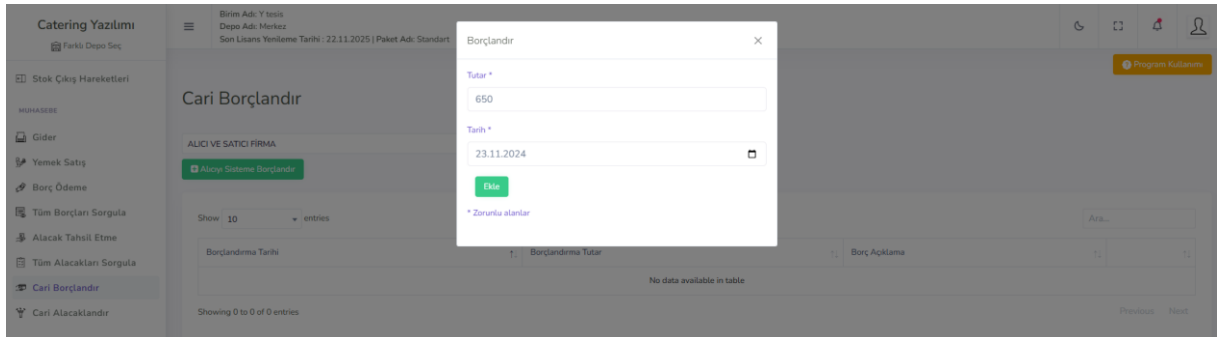 Catering Yazılımı
Farklı Depo Seç
Birim Adı: Y tesis
Depo Adı: Merkez
Son Lisans Yenileme Tarihi : 22.11.2025 | Paket Adı: Standart
Program Kullanımı
Stok Çıkış Hareketleri
MUHASEBE
Gider
Yemek Satış
Borç Ödeme
Tüm Borçları Sorgula
Alacak Tahsil Etme
Tüm Alacakları Sorgula
Cari Borçlandır
Cari Alacaklandır
Cari Borçlandır
ALICI VE SATICI FİRMA
Alıcıyı Sisteme Borçlandır
Borçlandır
Tutar *
650
Tarih *
23.11.2024
Ekle
* Zorunlu alanlar
Show 10 entries
Ara...
Borçlandırma Tarihi Borçlandırma Tutar Borç Açıklama
No data available in table
Showing 0 to 0 of 0 entries
Previous Next